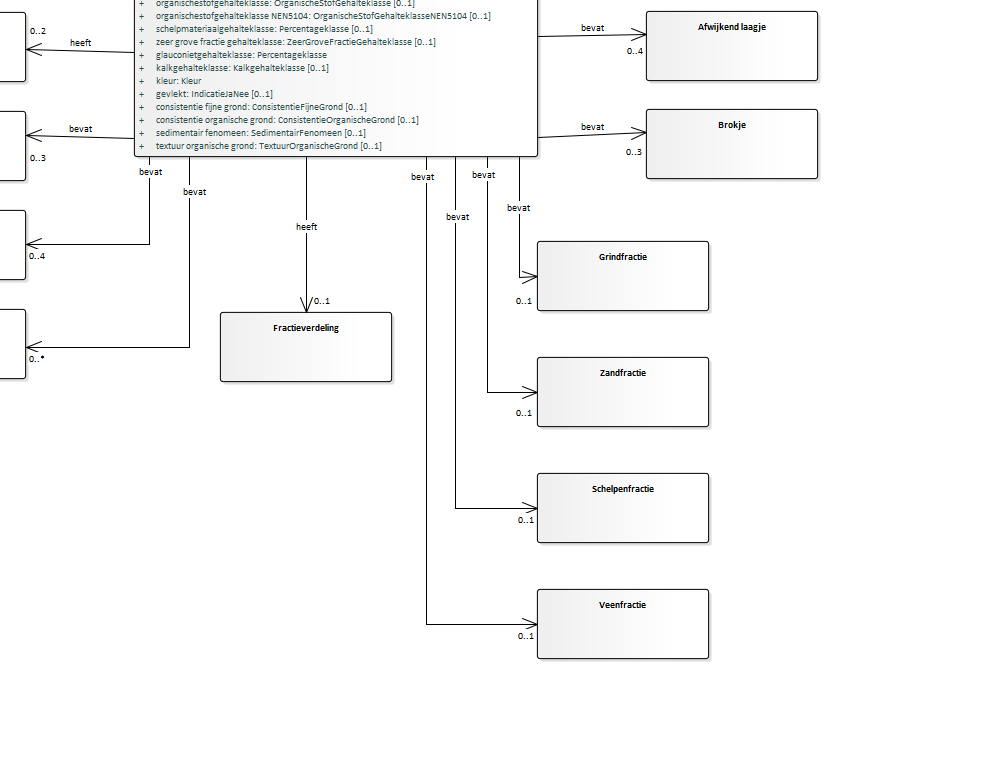 + organischestofgehalteklasse: OrganischeStofGehalteklasse [0..1]
+ organischestofgehalteklasse NEN5104: OrganischeStofGehalteklasseNEN5104 [0..1]
+ schelpmateriaalgehalteklasse: Percentageklasse [0..1]
+ zeer grove fractie gehalteklasse: ZeerGroveFractieGehalteklasse [0..1]
+ glauconietgehalteklasse: Percentageklasse
+ kalkgehalteklasse: Kalkgehalteklasse [0..1]
+ kleur: Kleur
+ gevlekt: IndicatieJaNee [0..1]
+ consistentie fijne grond: ConsistentieFijneGrond [0..1]
+ consistentie organische grond: ConsistentieOrganischeGrond [0..1]
+ sedimentair fenomeen: SedimentairFenomeen [0..1]
+ textuur organische grond: TextuurOrganischeGrond [0..1]
0..2
heeft
bevat
0..3
bevat
0..4
bevat
0..*
heeft
0..1
Fractieverdeling
bevat
0..4
Afwijkend laagje
bevat
0..3
Brokje
bevat
0..1
Grindfractie
bevat
0..1
Zandfractie
bevat
0..1
Schelpenfractie
bevat
0..1
Veenfractie